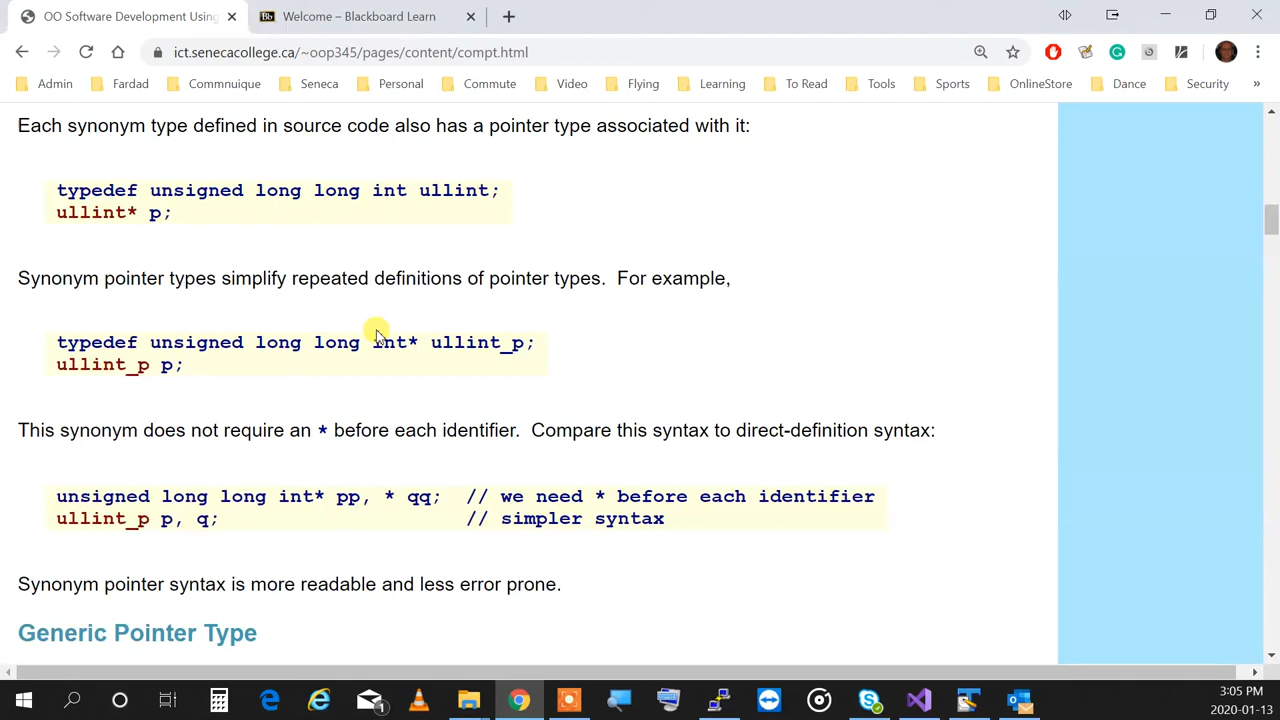 OO Software Development Using
Welcome – Blackboard Learn
ict.senecacollege.ca/~oop345/pages/content/compt.html
Admin Fardad Commnuique Seneca Personal Commute Video Flying Learning To Read Tools Sports OnlineStore Dance Security »
Each synonym type defined in source code also has a pointer type associated with it:
typedef unsigned long long int ullint;
ullint* p;
Synonym pointer types simplify repeated definitions of pointer types. For example,
typedef unsigned long long int* ullint_p;
ullint_p p;
This synonym does not require an * before each identifier. Compare this syntax to direct-definition syntax:
unsigned long long int* pp, * qq; // we need * before each identifier
ullint_p p, q; // simpler syntax
Synonym pointer syntax is more readable and less error prone.
Generic Pointer Type
3:05 PM
2020-01-13